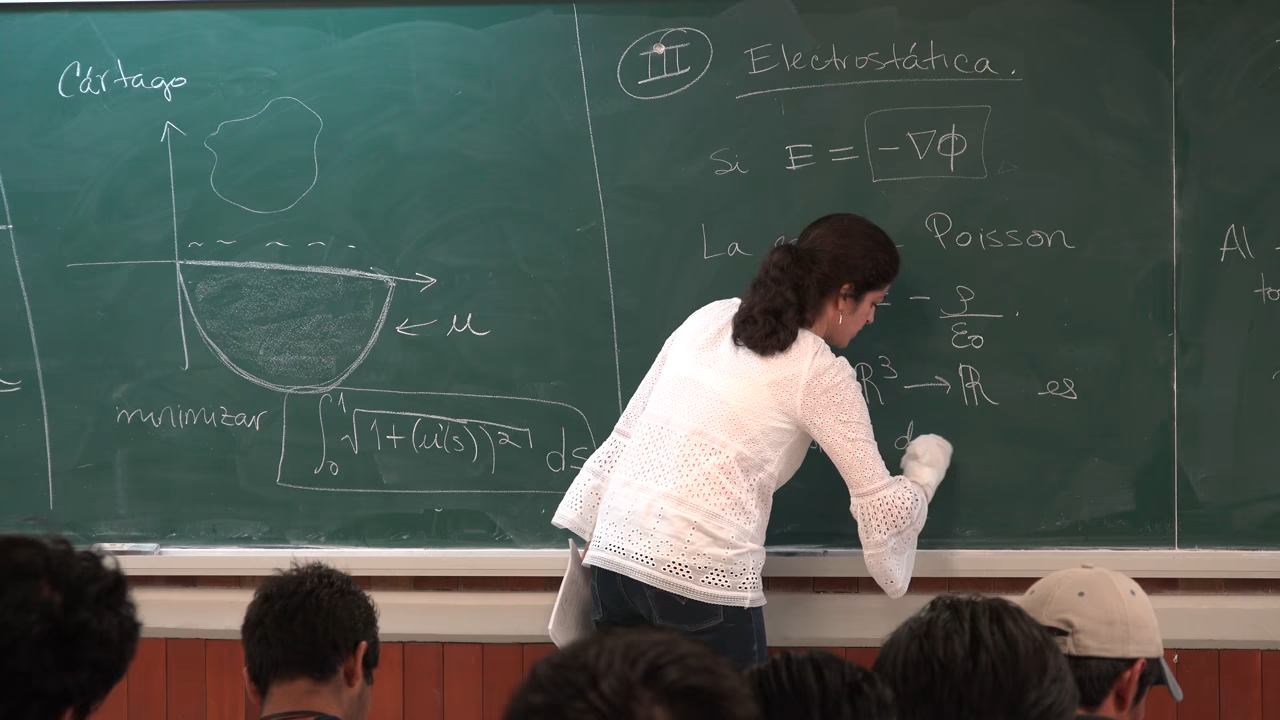 Cártago
← u
minimizar ∫₀¹ √(1+(u'(s))²) ds
III Electrostática.
Si E = -∇Φ
La Poisson
- ρ/ε₀.
ℝ³ → ℝ es
Al